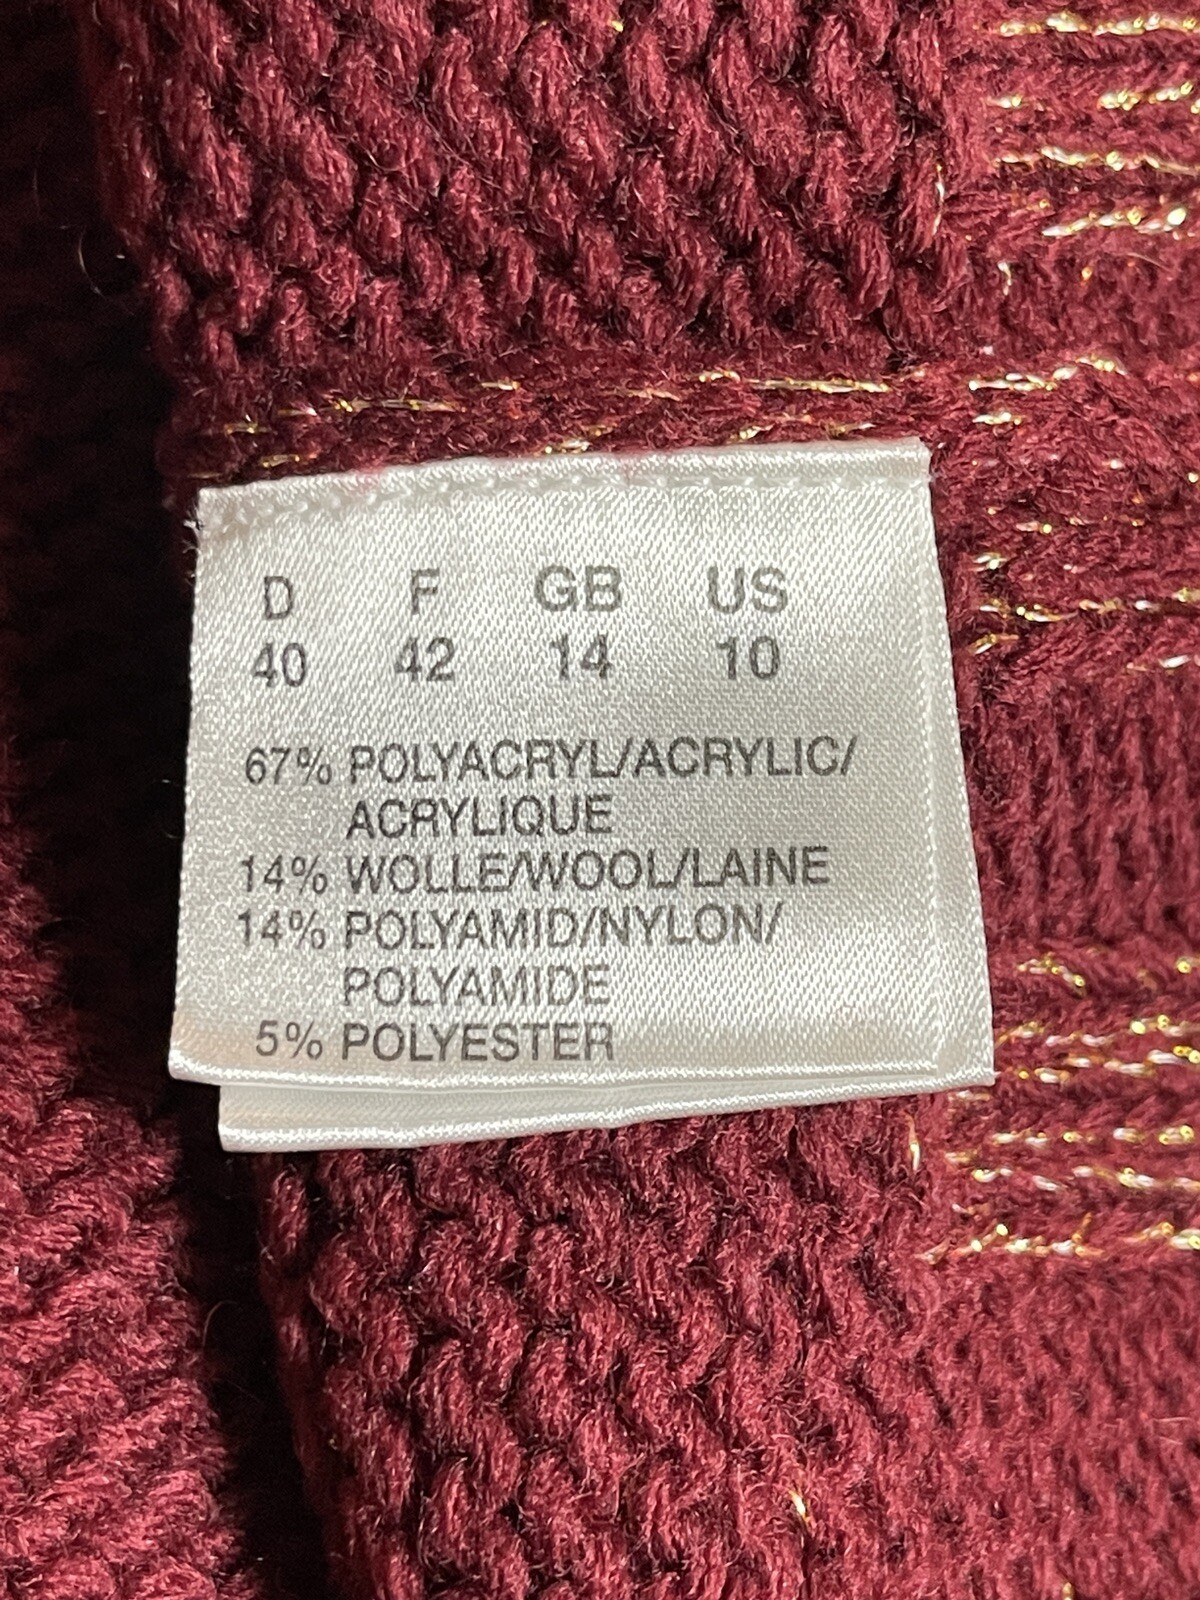 D F GB US
40 42 14 10
67% POLYACRYL/ACRYLIC/
ACRYLIQUE
14% WOLLE/WOOL/LAINE
14% POLYAMID/NYLON/
POLYAMIDE
5% POLYESTER